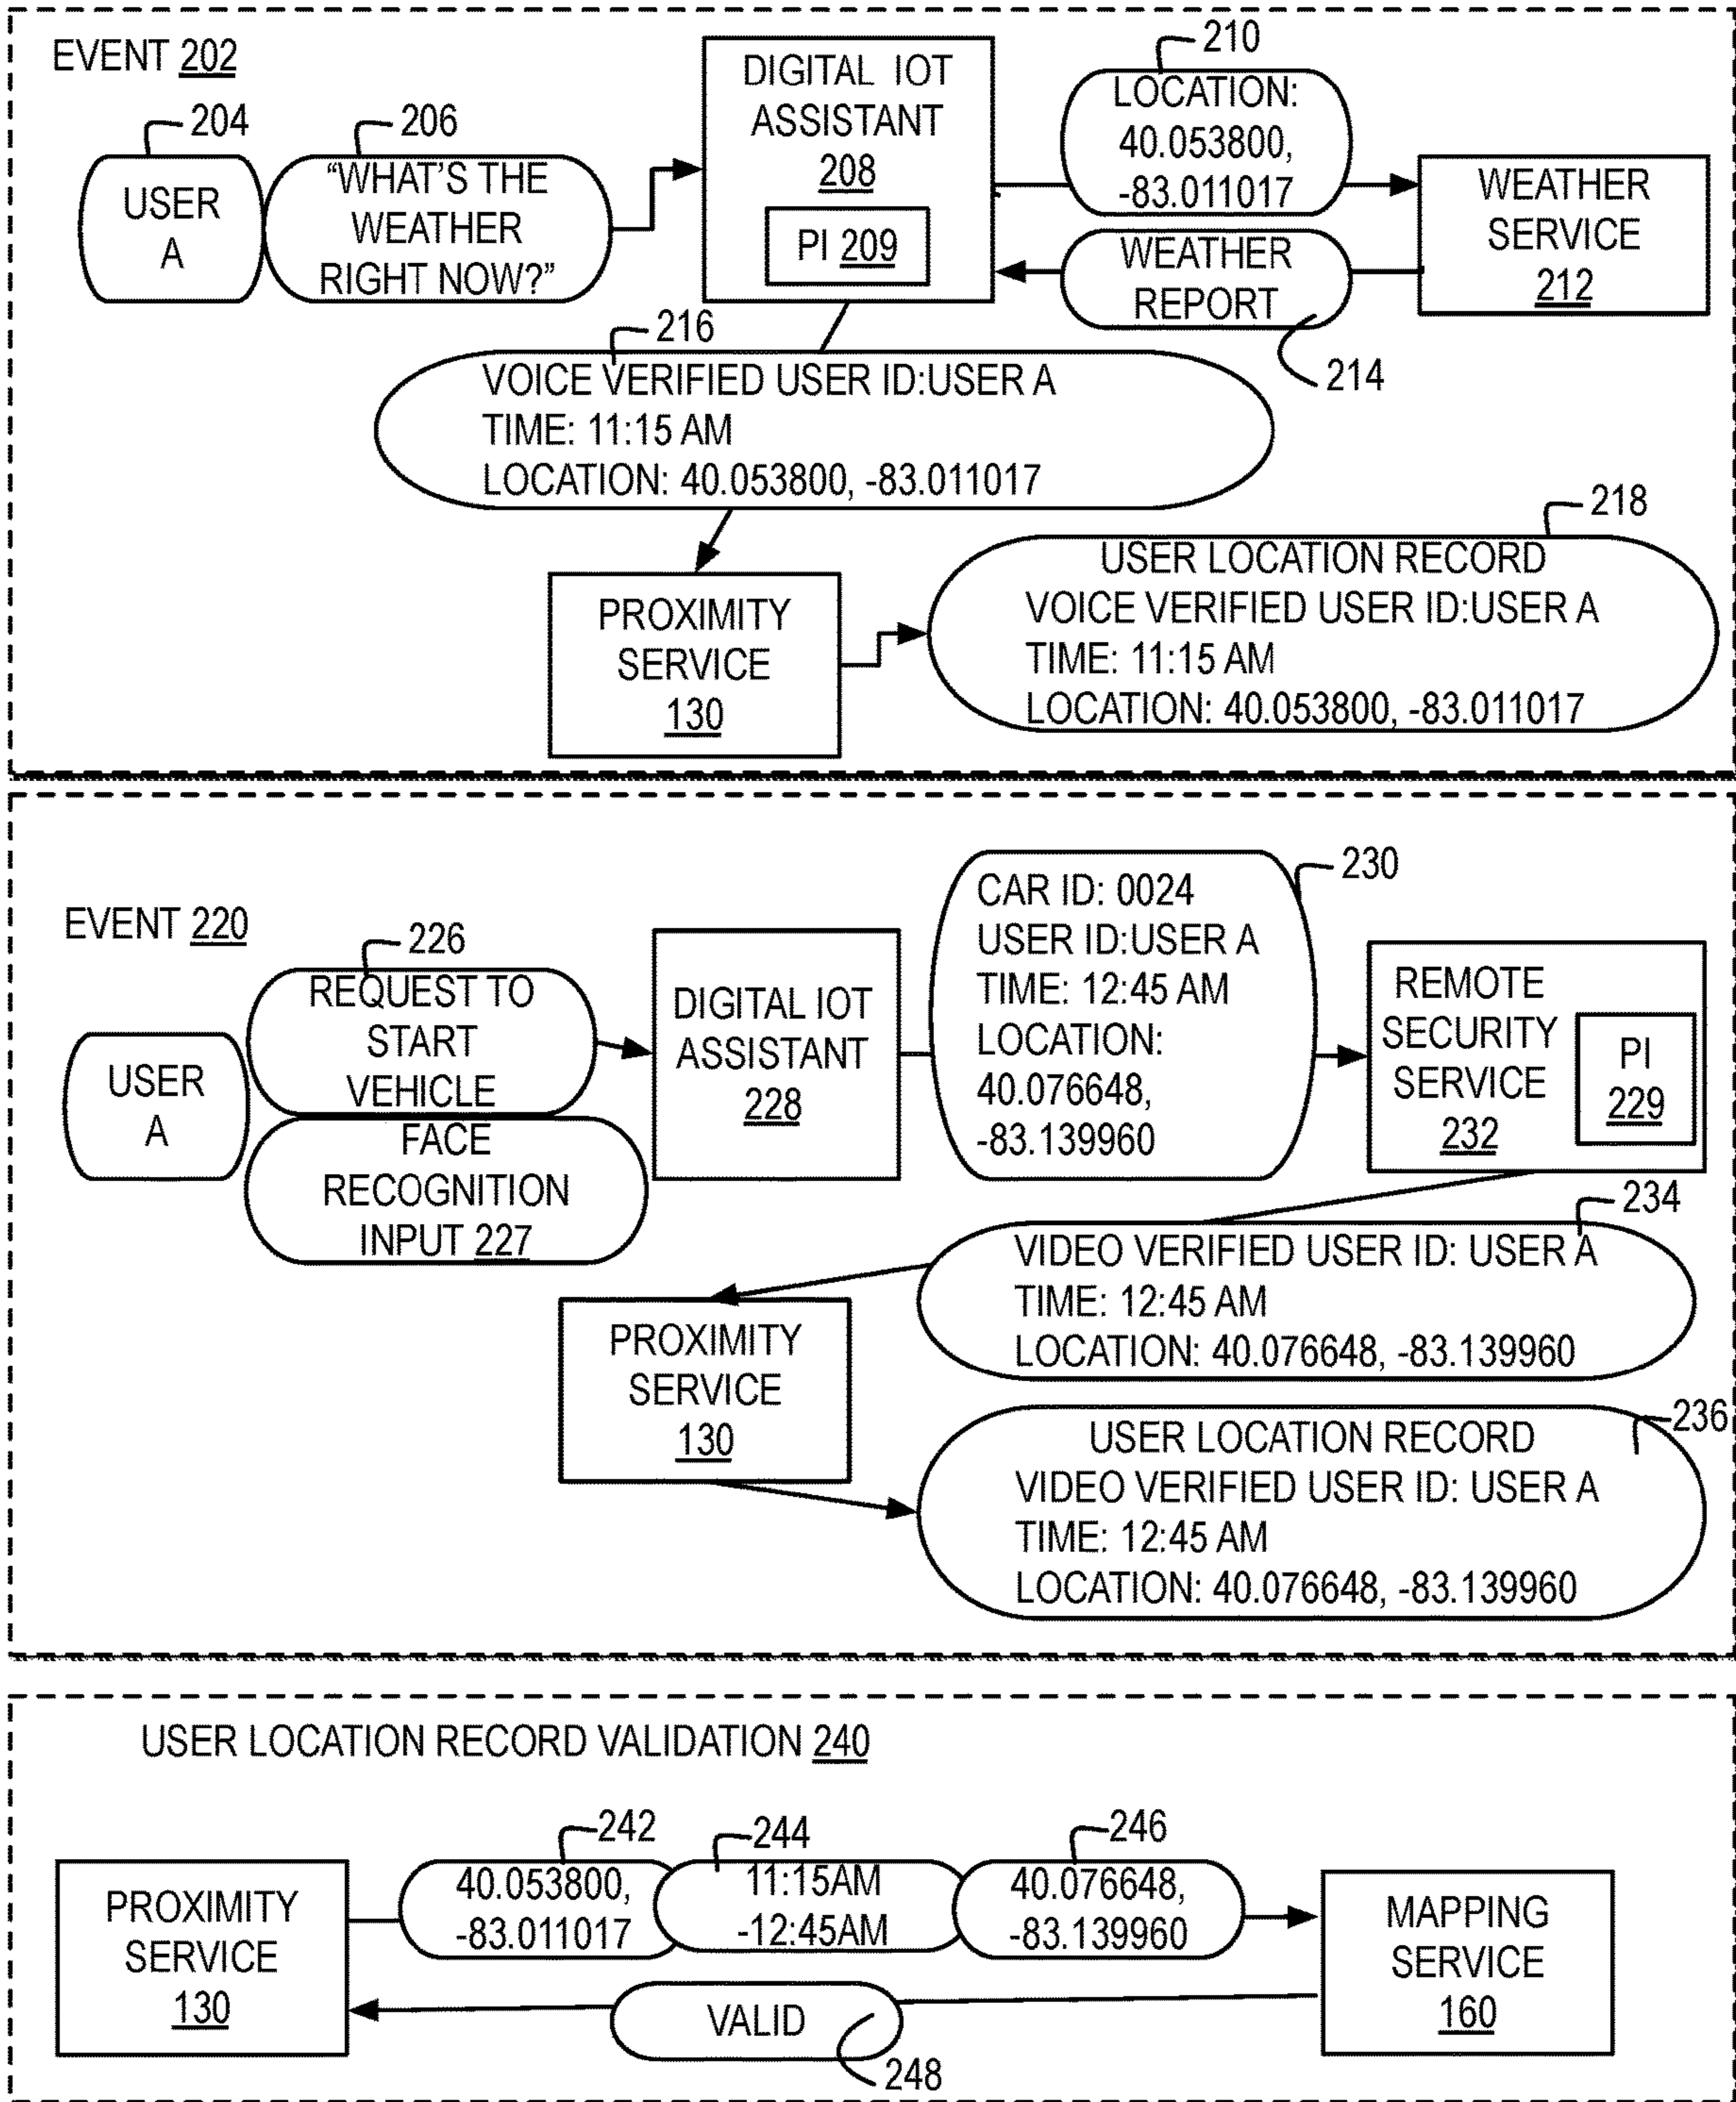 EVENT 202
204
USER
A
206
“WHAT'S THE
WEATHER
RIGHT NOW?”
DIGITAL IOT
ASSISTANT
208
PI 209
210
LOCATION:
40.053800,
-83.011017
WEATHER
SERVICE
212
WEATHER
REPORT
214
216
VOICE VERIFIED USER ID:USER A
TIME: 11:15 AM
LOCATION: 40.053800, -83.011017
PROXIMITY
SERVICE
130
218
USER LOCATION RECORD
VOICE VERIFIED USER ID:USER A
TIME: 11:15 AM
LOCATION: 40.053800, -83.011017
EVENT 220
USER
A
226
REQUEST TO
START
VEHICLE
FACE
RECOGNITION
INPUT 227
DIGITAL IOT
ASSISTANT
228
230
CAR ID: 0024
USER ID:USER A
TIME: 12:45 AM
LOCATION:
40.076648,
-83.139960
REMOTE
SECURITY
SERVICE
232
PI
229
234
VIDEO VERIFIED USER ID: USER A
TIME: 12:45 AM
LOCATION: 40.076648, -83.139960
PROXIMITY
SERVICE
130
236
USER LOCATION RECORD
VIDEO VERIFIED USER ID: USER A
TIME: 12:45 AM
LOCATION: 40.076648, -83.139960
USER LOCATION RECORD VALIDATION 240
PROXIMITY
SERVICE
130
242
40.053800,
-83.011017
244
11:15AM
-12:45AM
246
40.076648,
-83.139960
MAPPING
SERVICE
160
VALID
248